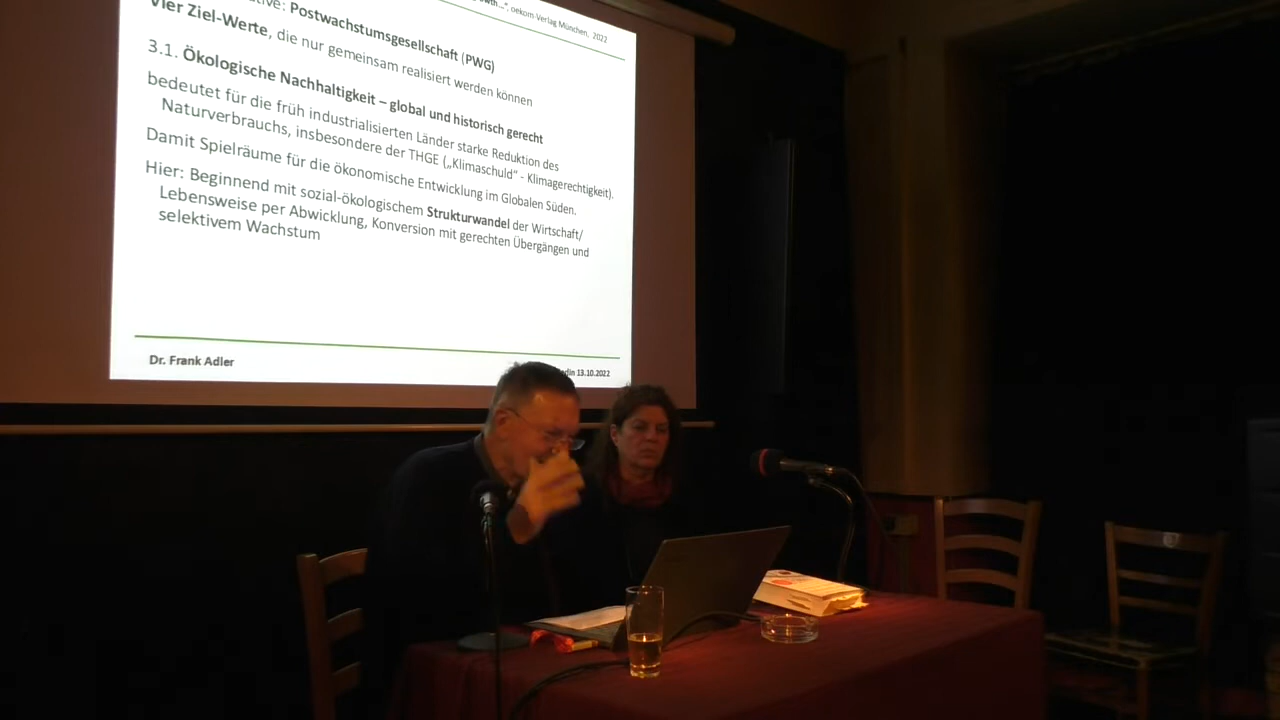 oekom-Verlag München, 2022
Postwachstumsgesellschaft (PWG)
Vier Ziel-Werte, die nur gemeinsam realisiert werden können
3.1. Ökologische Nachhaltigkeit – global und historisch gerecht
bedeutet für die früh industrialisierten Länder starke Reduktion des
Naturverbrauchs, insbesondere der THGE („Klimaschuld“ - Klimagerechtigkeit).
Damit Spielräume für die ökonomische Entwicklung im Globalen Süden.
Hier: Beginnend mit sozial-ökologischem Strukturwandel der Wirtschaft/
Lebensweise per Abwicklung, Konversion mit gerechten Übergängen und
selektivem Wachstum
Dr. Frank Adler
13.10.2022